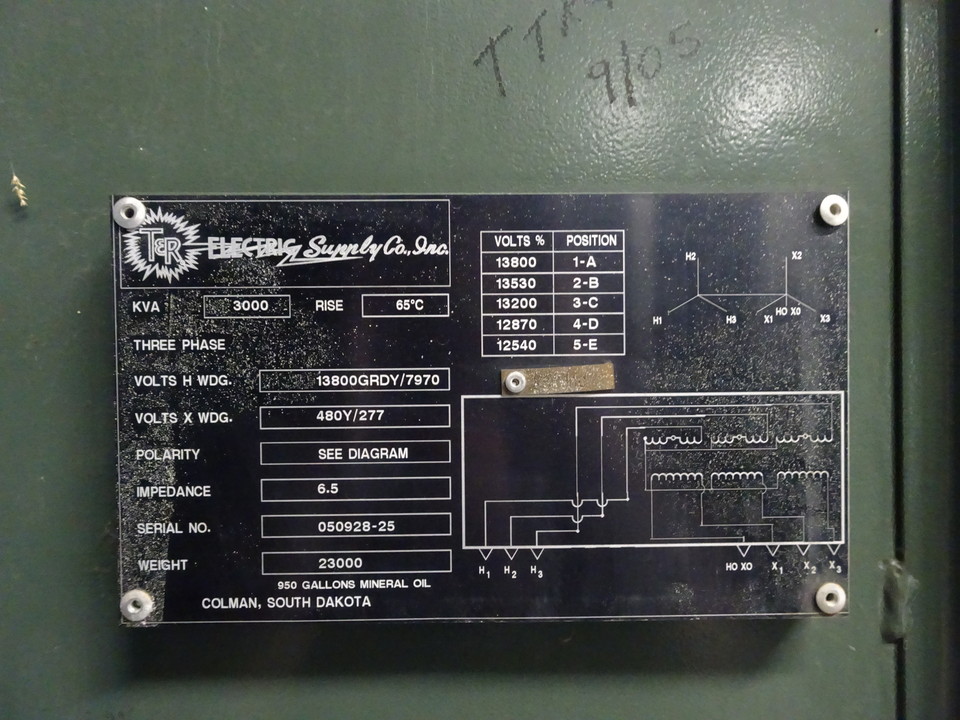 9/05
T&R ELECTRIC Supply Co., Inc.
KVA 3000 RISE 65°C
THREE PHASE
VOLTS H WDG. 13800GRDY/7970
VOLTS X WDG. 480Y/277
POLARITY SEE DIAGRAM
IMPEDANCE 6.5
SERIAL NO. 050928-25
WEIGHT 23000
950 GALLONS MINERAL OIL
COLMAN, SOUTH DAKOTA
VOLTS % POSITION
13800 1-A
13530 2-B
13200 3-C
12870 4-D
12540 5-E
H2 X2
H1 H3 X1 HO XO X3
H1 H2 H3 HO XO X1 X2 X3